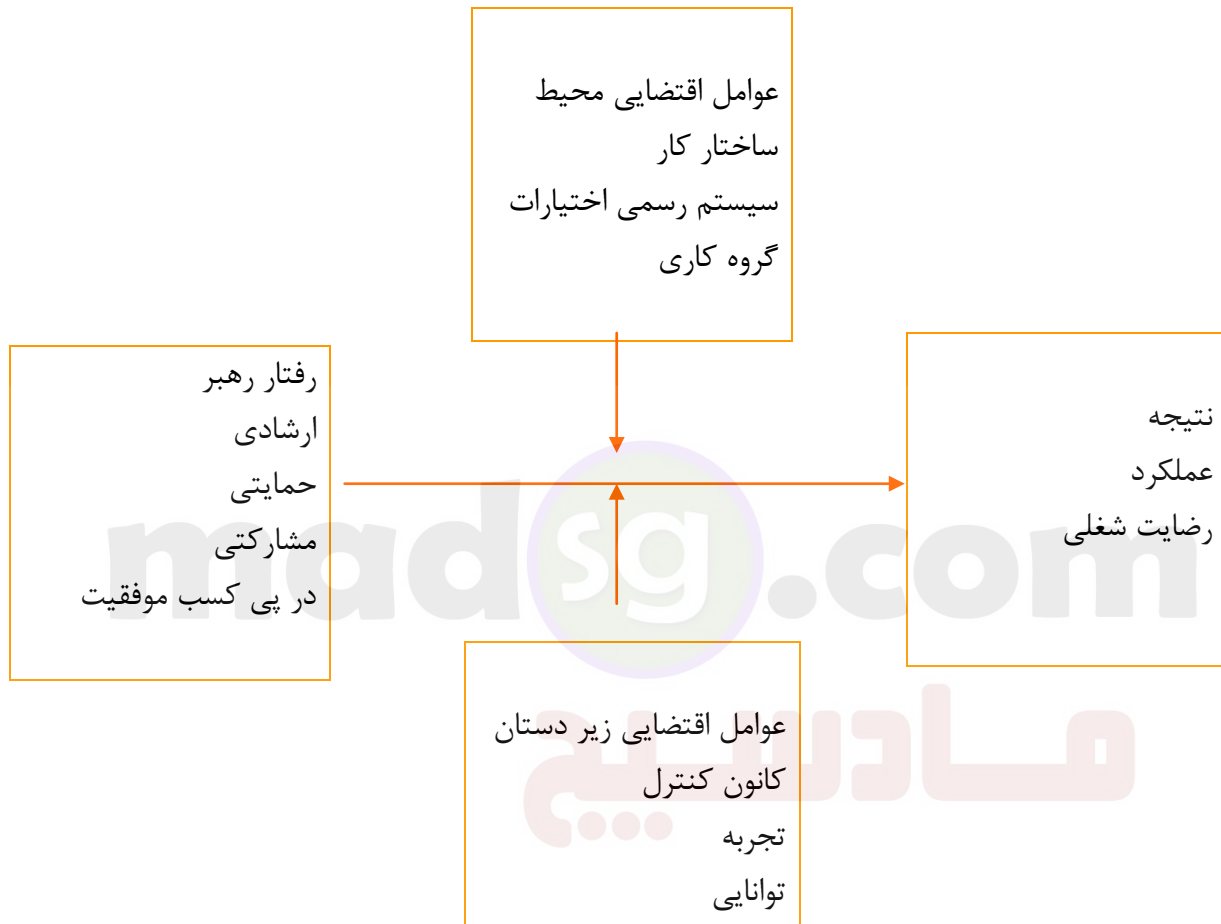 عوامل اقتضایی محیط
ساختار کار
سیستم رسمی اختیارات
گروه کاری
رفتار رهبر
ارشادی
حمایتی
مشارکتی
در پی کسب موفقیت
نتیجه
عملکرد
رضایت شغلی
عوامل اقتضایی زیر دستان
کانون کنترل
تجربه
توانایی
madsg.com
مادسیج